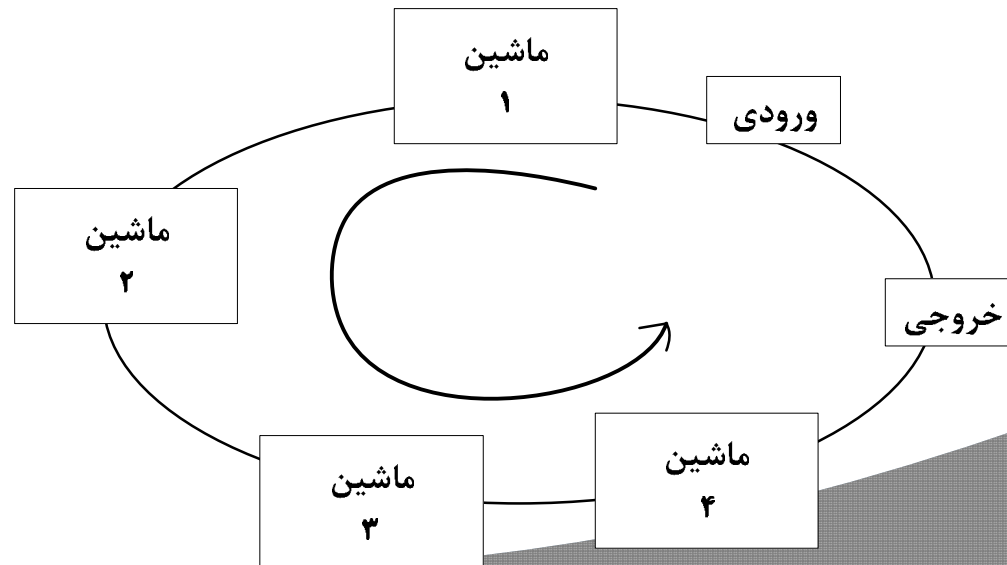 ماشین
۱
ورودی
ماشین
۲
خروجی
ماشین
۳
ماشین
۴